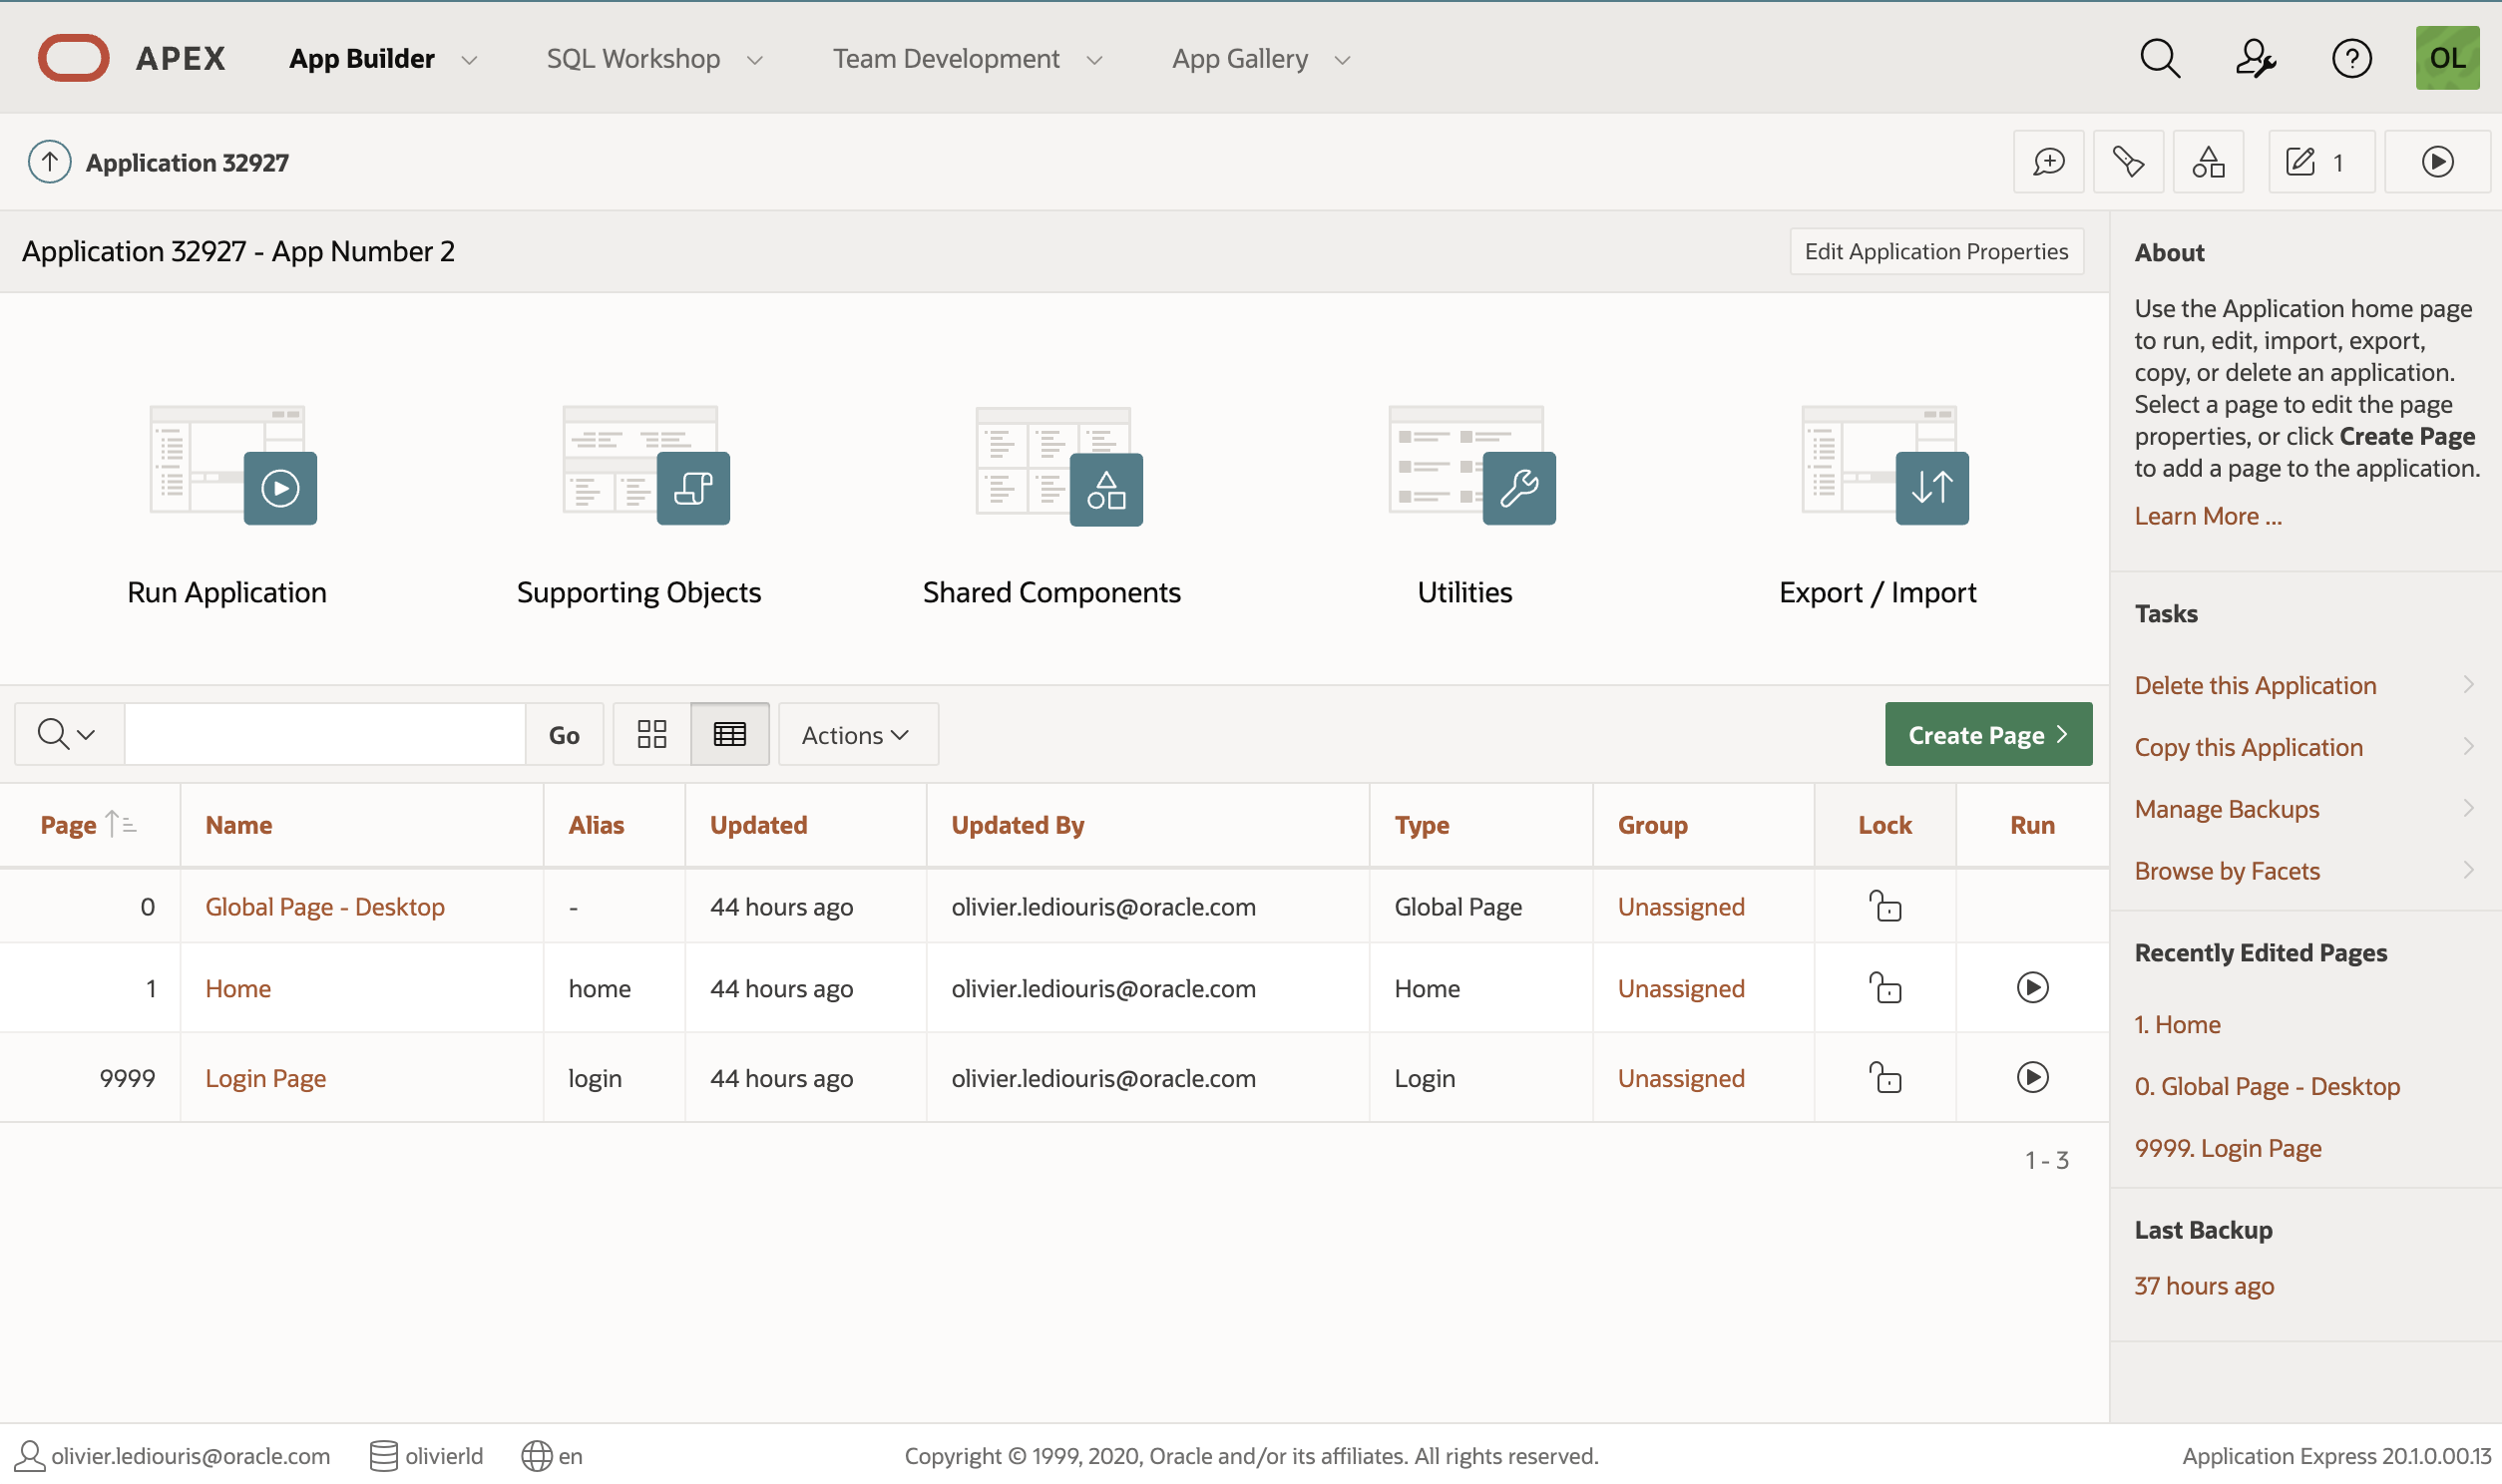 APEX App Builder SQL Workshop Team Development App Gallery OL
Application 32927 1
Application 32927 - App Number 2 Edit Application Properties
Run Application Supporting Objects Shared Components Utilities Export / Import
Go Actions Create Page
Page Name Alias Updated Updated By Type Group Lock Run
0 Global Page - Desktop - 44 hours ago olivier.lediouris@oracle.com Global Page Unassigned
1 Home home 44 hours ago olivier.lediouris@oracle.com Home Unassigned
9999 Login Page login 44 hours ago olivier.lediouris@oracle.com Login Unassigned
1 - 3
About
Use the Application home page
to run, edit, import, export,
copy, or delete an application.
Select a page to edit the page
properties, or click Create Page
to add a page to the application.
Learn More ...
Tasks
Delete this Application
Copy this Application
Manage Backups
Browse by Facets
Recently Edited Pages
1. Home
0. Global Page - Desktop
9999. Login Page
Last Backup
37 hours ago
olivier.lediouris@oracle.com olivierld en Copyright © 1999, 2020, Oracle and/or its affiliates. All rights reserved. Application Express 20.1.0.00.13